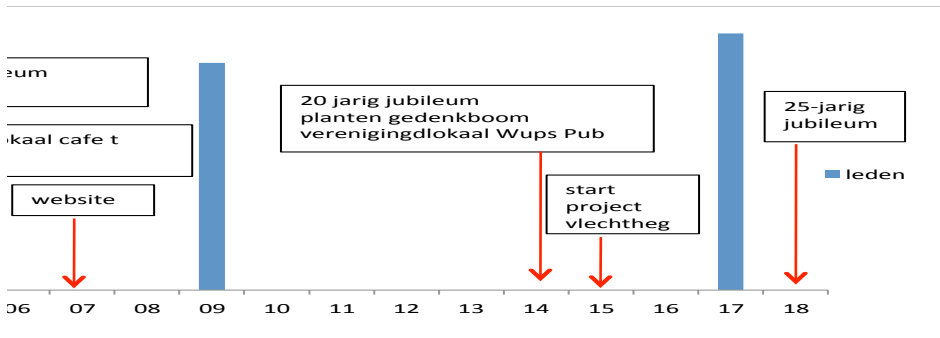 eum
20 jarig jubileum
planten gedenkboom
verenigingdlokaal Wups Pub
25-jarig
jubileum
okaal cafe t
website
start
project
vlechtheg
leden
06 07 08 09 10 11 12 13 14 15 16 17 18